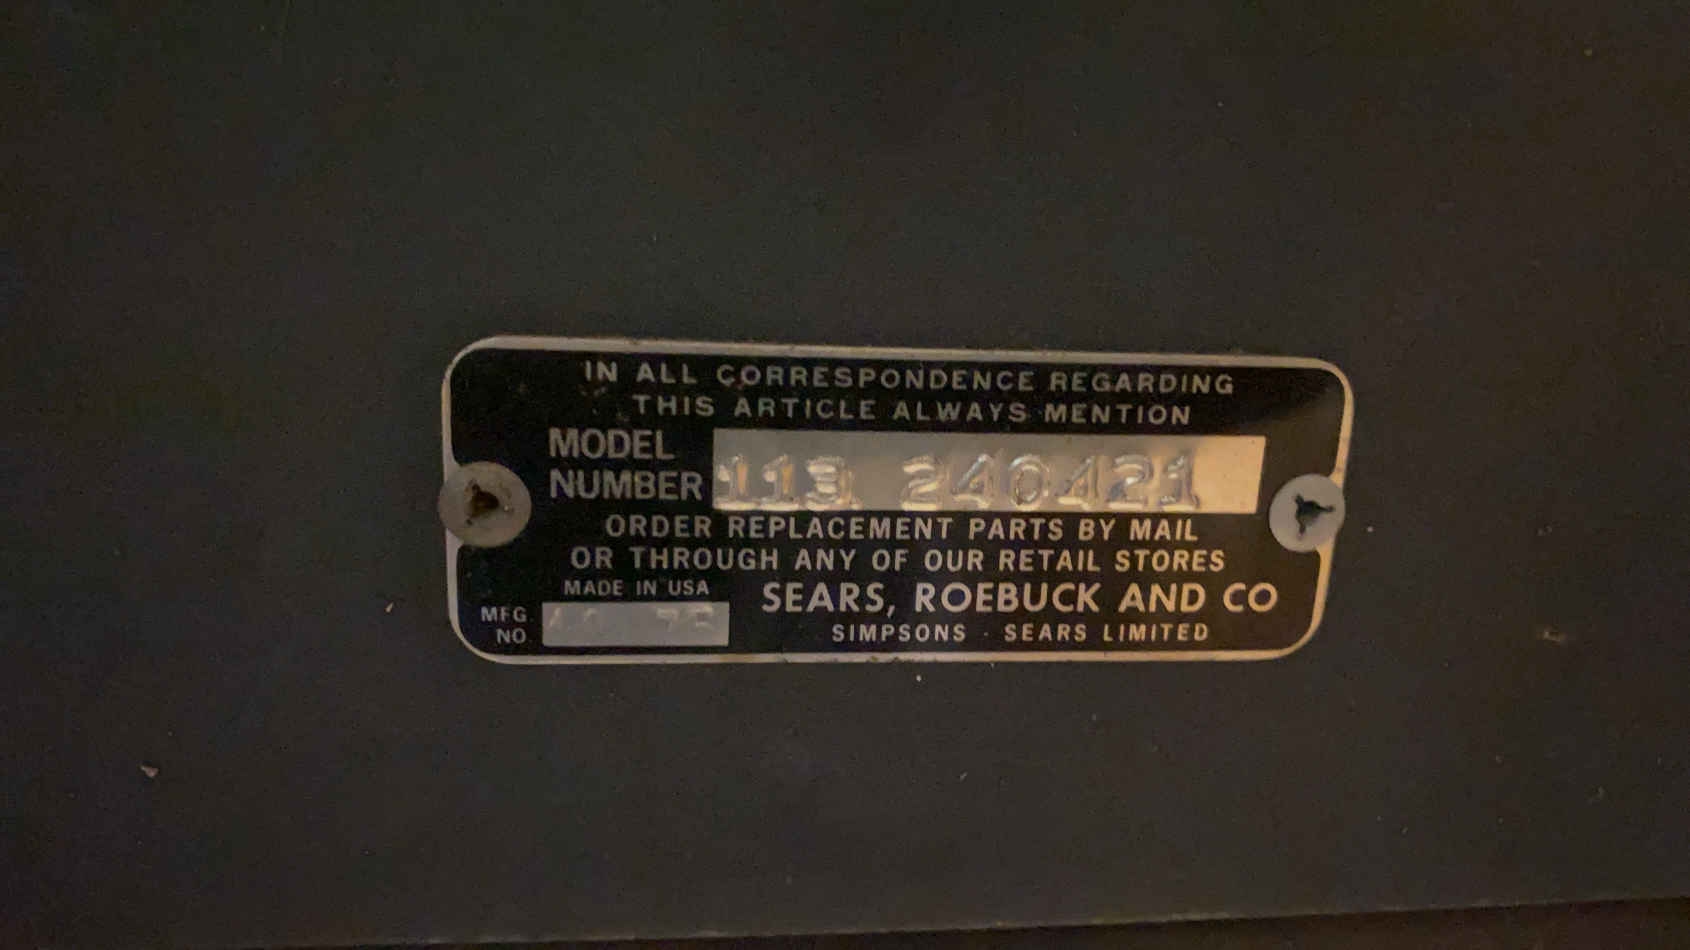 IN ALL CORRESPONDENCE REGARDING
THIS ARTICLE ALWAYS MENTION
MODEL
NUMBER 113 240421
ORDER REPLACEMENT PARTS BY MAIL
OR THROUGH ANY OF OUR RETAIL STORES
MADE IN USA
SEARS, ROEBUCK AND CO
MFG.
NO.
SIMPSONS - SEARS LIMITED